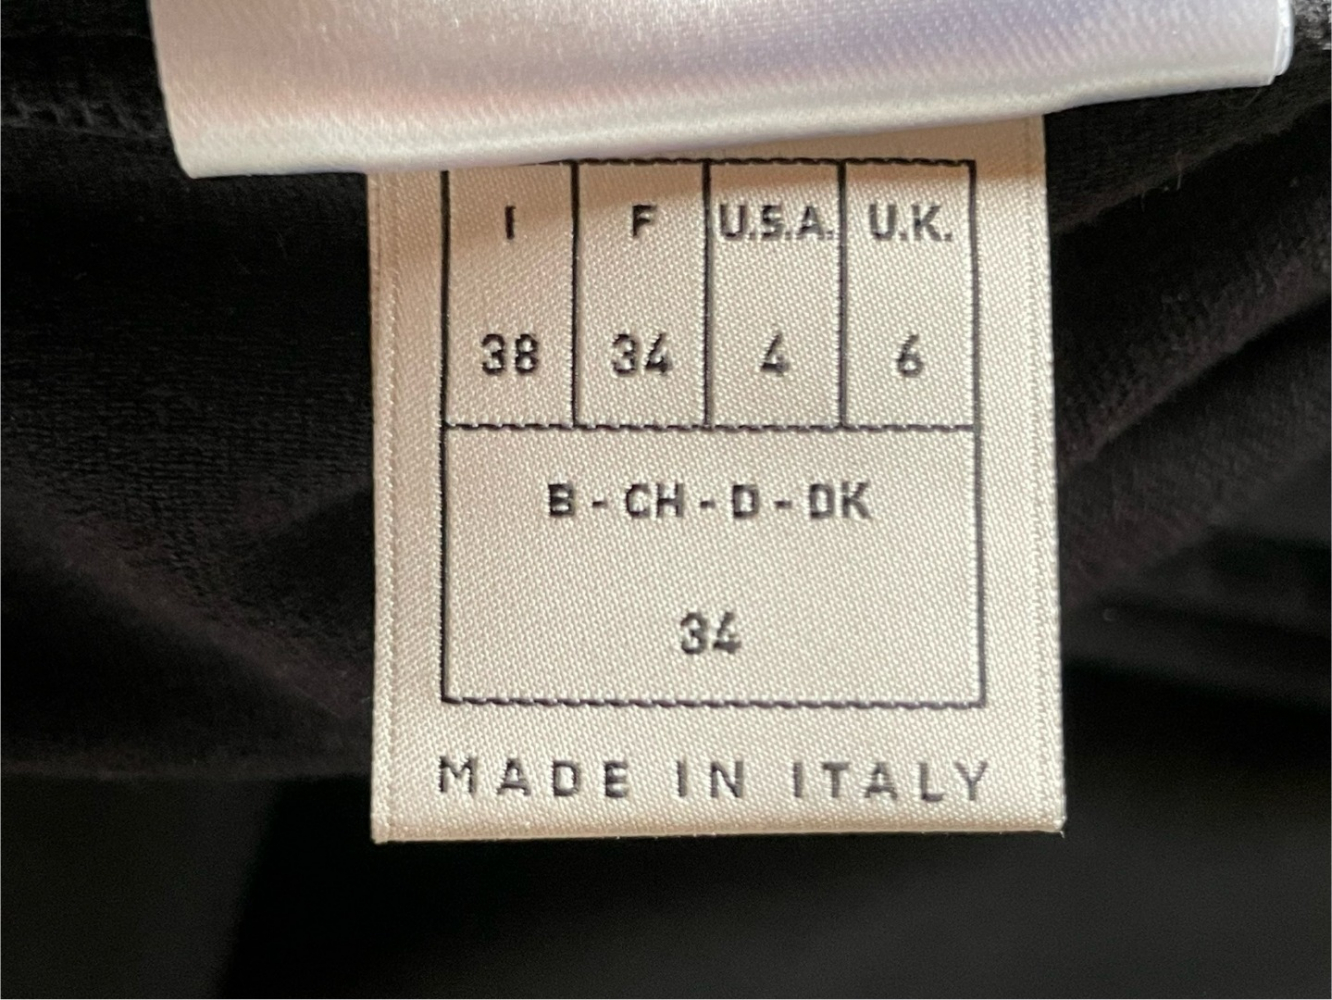 I F U.S.A. U.K.
38 34 4 6
B - CH - D - DK
34
MADE IN ITALY